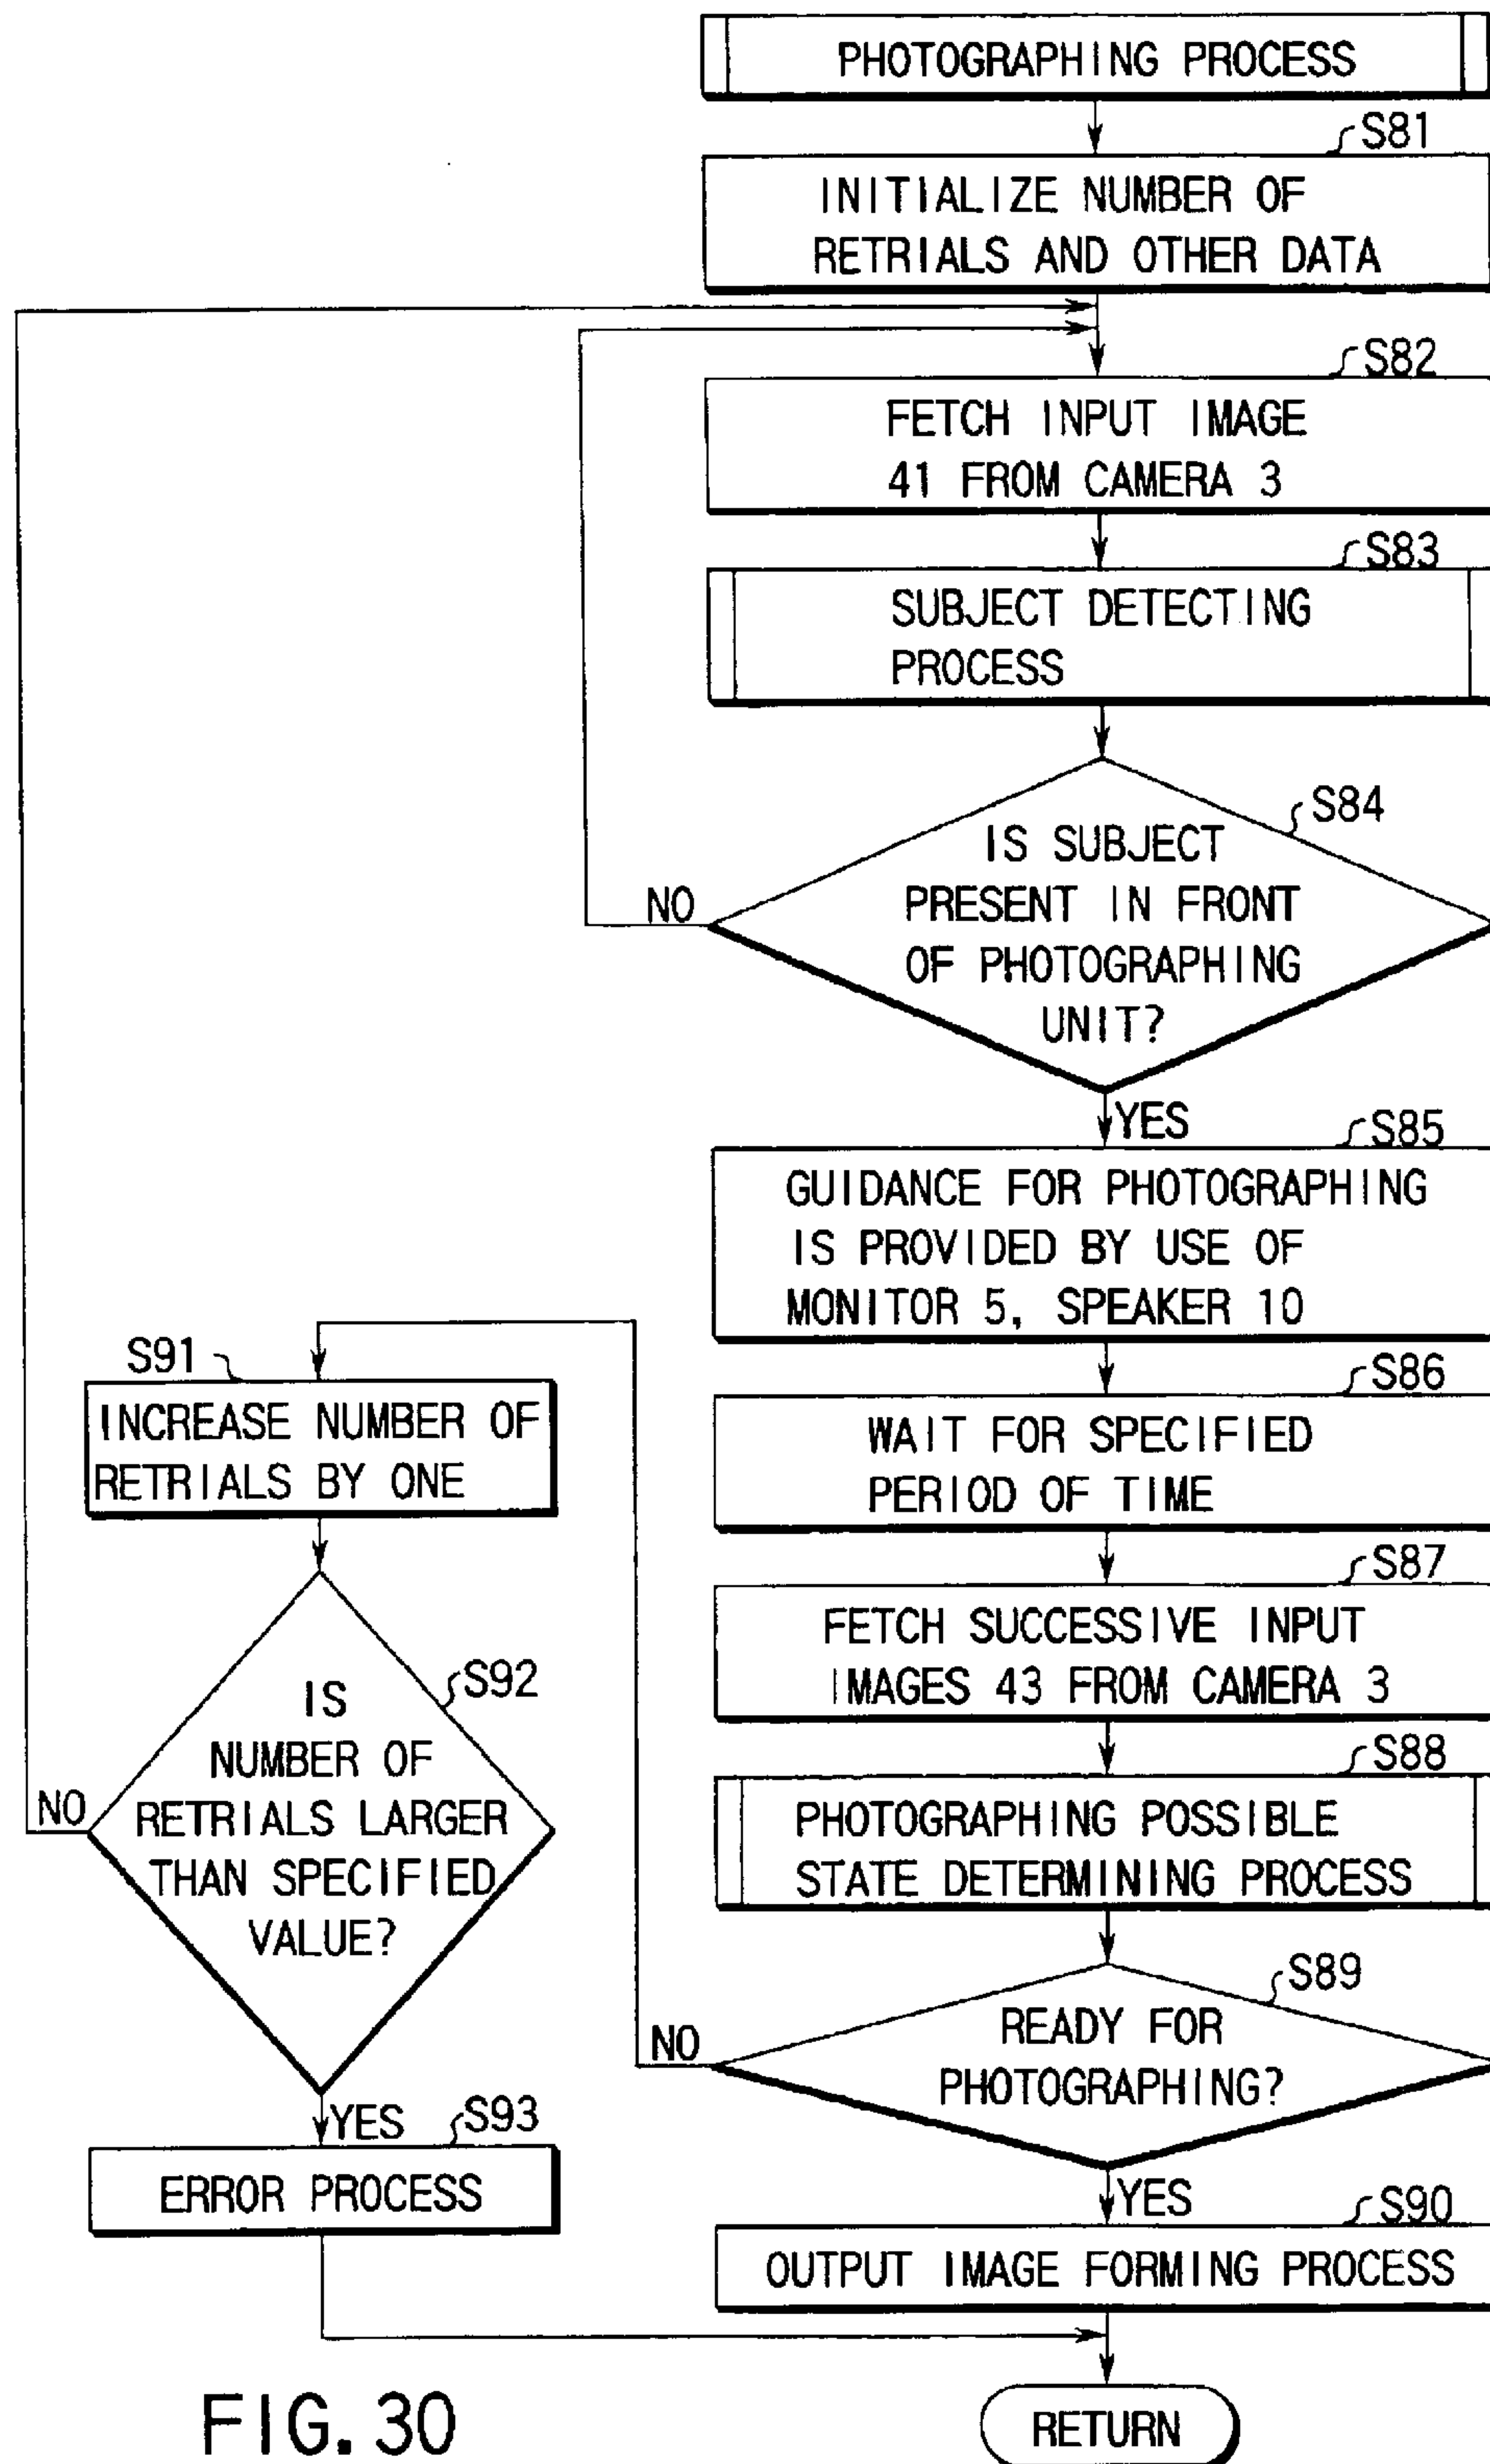 PHOTOGRAPHING PROCESS
S81
INITIALIZE NUMBER OF
RETRIALS AND OTHER DATA
S82
FETCH INPUT IMAGE
41 FROM CAMERA 3
S83
SUBJECT DETECTING
PROCESS
S84
IS SUBJECT
PRESENT IN FRONT
OF PHOTOGRAPHING
UNIT?
NO
YES
S85
GUIDANCE FOR PHOTOGRAPHING
IS PROVIDED BY USE OF
MONITOR 5, SPEAKER 10
S86
WAIT FOR SPECIFIED
PERIOD OF TIME
S87
FETCH SUCCESSIVE INPUT
IMAGES 43 FROM CAMERA 3
S88
PHOTOGRAPHING POSSIBLE
STATE DETERMINING PROCESS
S89
READY FOR
PHOTOGRAPHING?
NO
YES
S90
OUTPUT IMAGE FORMING PROCESS
S91
INCREASE NUMBER OF
RETRIALS BY ONE
S92
IS
NUMBER OF
RETRIALS LARGER
THAN SPECIFIED
VALUE?
NO
YES
S93
ERROR PROCESS
RETURN
FIG. 30